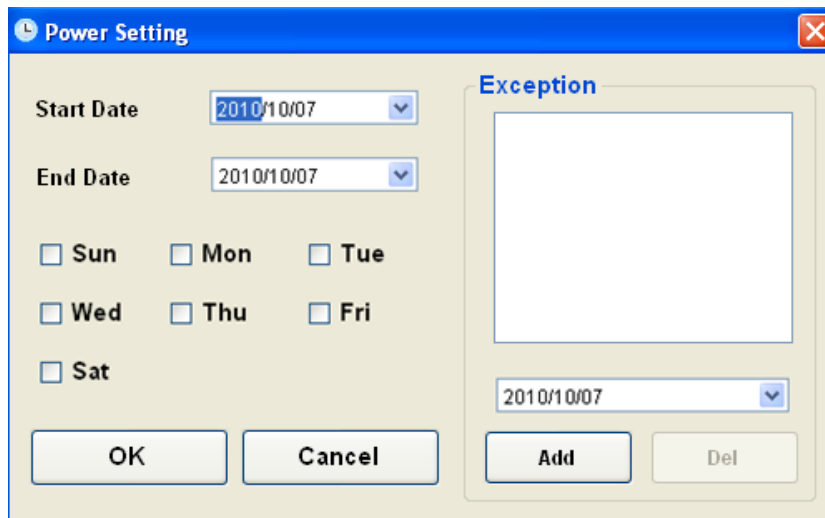 Power Setting
Start Date 2010/10/07
End Date 2010/10/07
Sun Mon Tue
Wed Thu Fri
Sat
OK Cancel
Exception
2010/10/07
Add Del